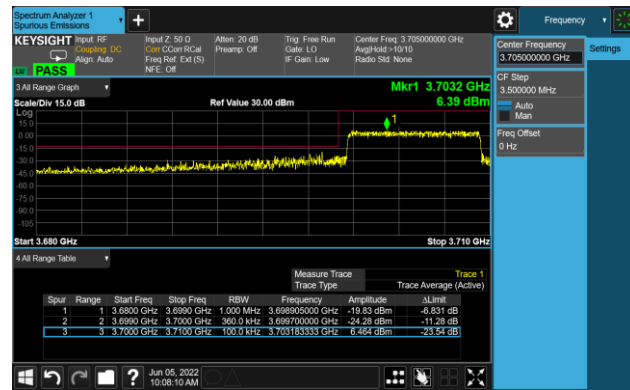 Spectrum Analyzer 1
Spurious Emissions
Frequency
KEYSIGHT
Input: RF
Coupling: DC
Align: Auto
Input Z: 50 Ω
Corr CCorr RCal
Freq Ref: Ext (S)
NFE: Off
Atten: 20 dB
Preamp: Off
Trig: Free Run
Gate: LO
IF Gain: Low
Center Freq: 3.705000000 GHz
Avg|Hold:>10/10
Radio Std: None
PASS
Center Frequency
3.705000000 GHz
Settings
CF Step
3.500000 MHz
Auto
Man
Freq Offset
0 Hz
3 All Range Graph
Mkr1 3.7032 GHz
Scale/Div 15.0 dB
Ref Value 30.00 dBm
6.39 dBm
Log
15.0
0.00
-15.0
-30.0
-45.0
-60.0
-75.0
-90.0
-105
1
Start 3.680 GHz
Stop 3.710 GHz
4 All Range Table
Measure Trace Trace 1
Trace Type Trace Average (Active)
Spur Range Start Freq Stop Freq RBW Frequency Amplitude ΔLimit
1 1 3.6800 GHz 3.6990 GHz 1.000 MHz 3.698905000 GHz -19.83 dBm -6.831 dB
2 2 3.6990 GHz 3.7000 GHz 360.0 kHz 3.699700000 GHz -24.28 dBm -11.28 dB
3 3 3.7000 GHz 3.7100 GHz 100.0 kHz 3.703183333 GHz 6.464 dBm -23.54 dB
?
Jun 05, 2022
10:08:10 AM